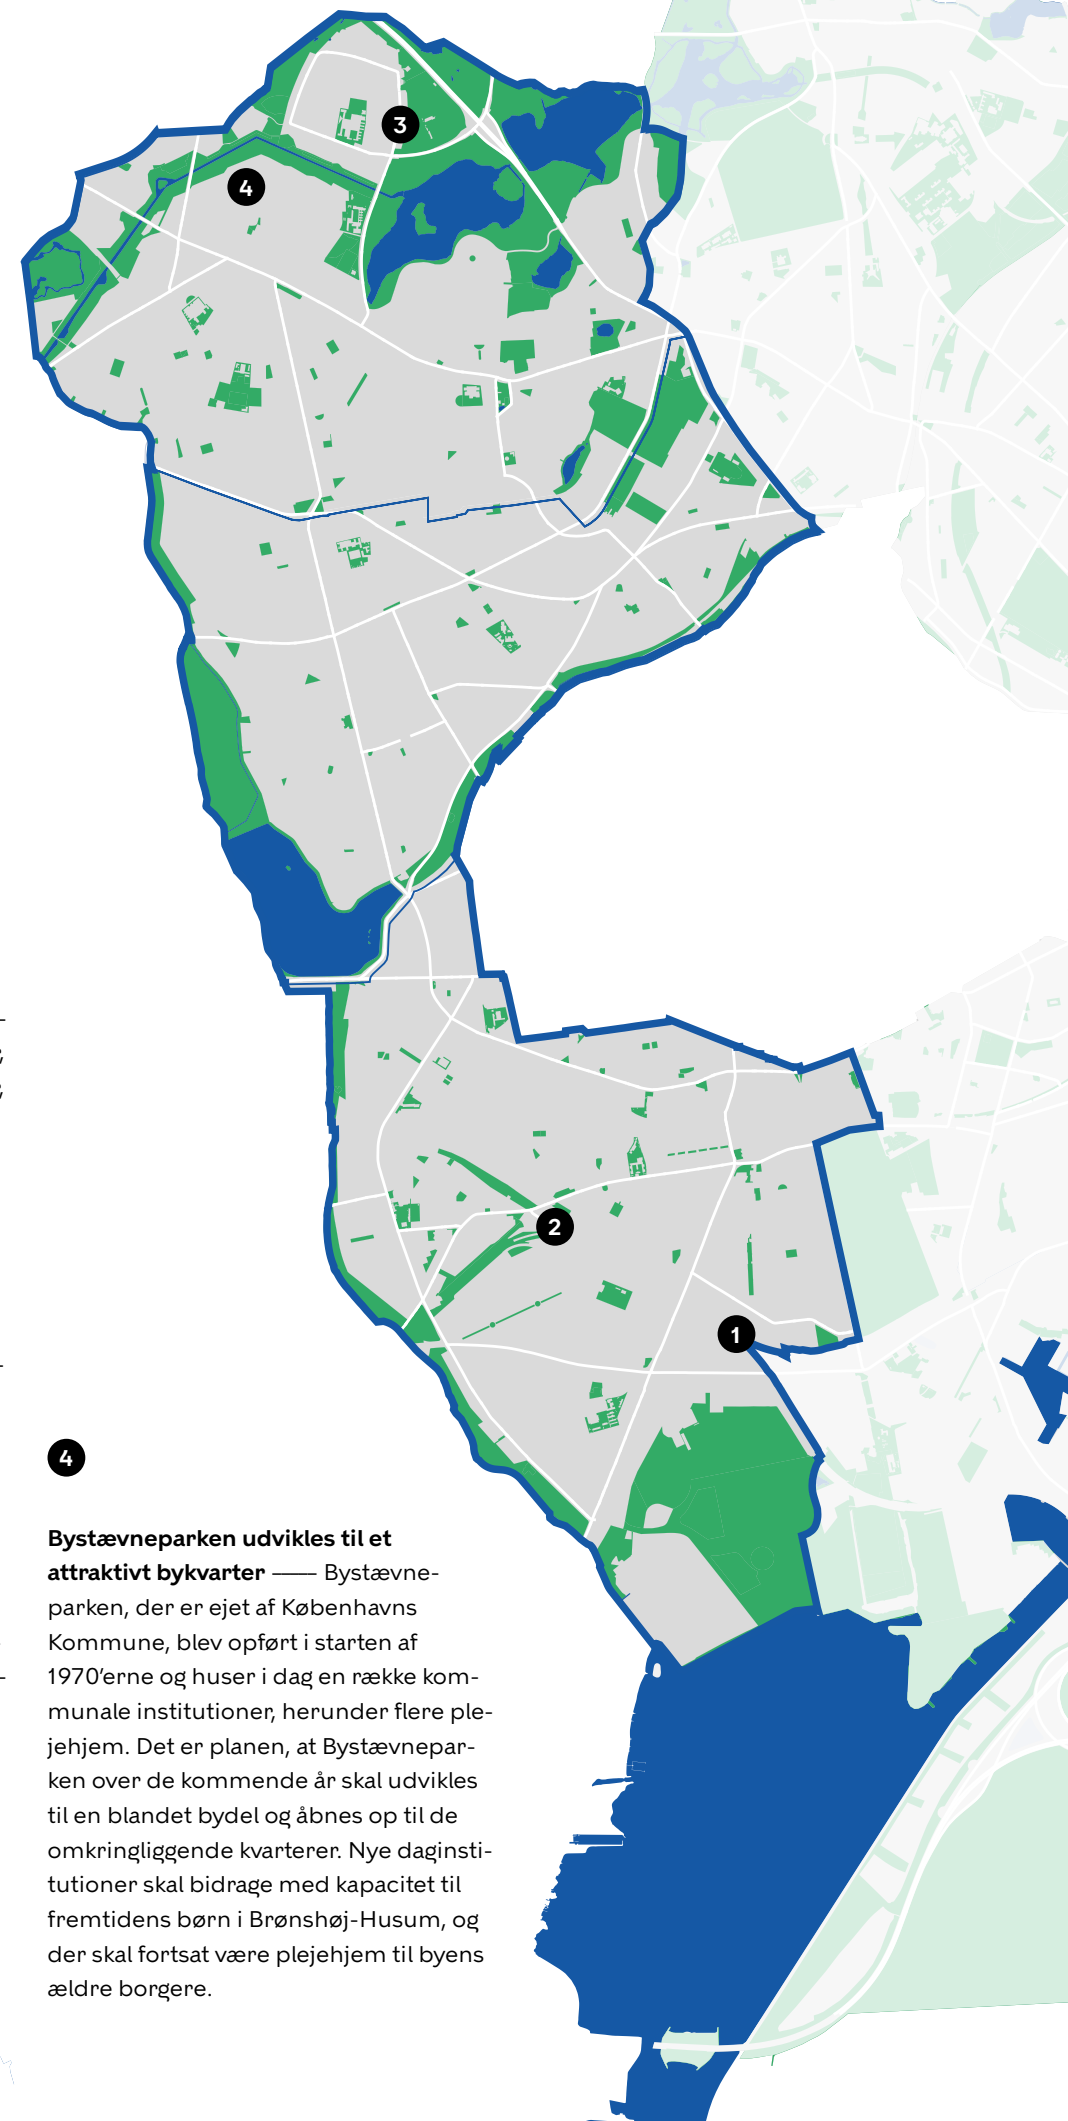 3
4
2
1
4
Bystævneparken udvikles til et
attraktivt bykvarter —— Bystævne-
parken, der er ejet af Københavns
Kommune, blev opført i starten af
1970’erne og huser i dag en række kom-
munale institutioner, herunder flere ple-
jehjem. Det er planen, at Bystævnepar-
ken over de kommende år skal udvikles
til en blandet bydel og åbnes op til de
omkringliggende kvarterer. Nye daginsti-
tutioner skal bidrage med kapacitet til
fremtidens børn i Brønshøj-Husum, og
der skal fortsat være plejehjem til byens
ældre borgere.